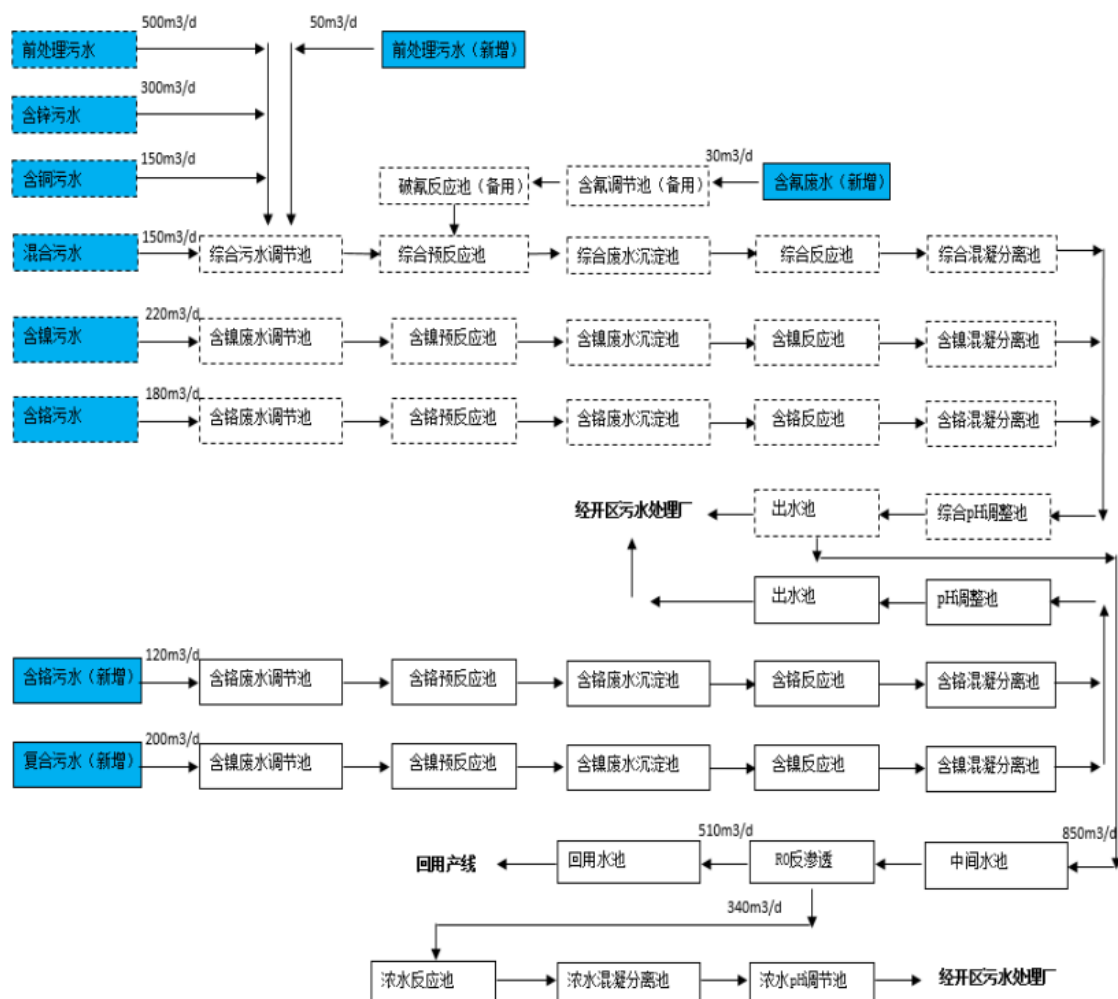 500m3/d
50m3/d
前处理污水
前处理污水（新增）
300m3/d
含锌污水
150m3/d
30m3/d
含铜污水
破氰反应池（备用）
含氰调节池（备用）
含氰废水（新增）
150m3/d
混合污水
综合污水调节池
综合预反应池
综合废水沉淀池
综合反应池
综合混凝分离池
220m3/d
含镍污水
含镍废水调节池
含镍预反应池
含镍废水沉淀池
含镍反应池
含镍混凝分离池
180m3/d
含铬污水
含铬废水调节池
含铬预反应池
含铬废水沉淀池
含铬反应池
含铬混凝分离池
经开区污水处理厂
出水池
综合pH调整池
出水池
pH调整池
120m3/d
含铬污水（新增）
含铬废水调节池
含铬预反应池
含铬废水沉淀池
含铬反应池
含铬混凝分离池
200m3/d
复合污水（新增）
含镍废水调节池
含镍预反应池
含镍废水沉淀池
含镍反应池
含镍混凝分离池
510m3/d
850m3/d
回用产线
回用水池
RO反渗透
中间水池
340m3/d
浓水反应池
浓水混凝分离池
浓水pH调节池
经开区污水处理厂